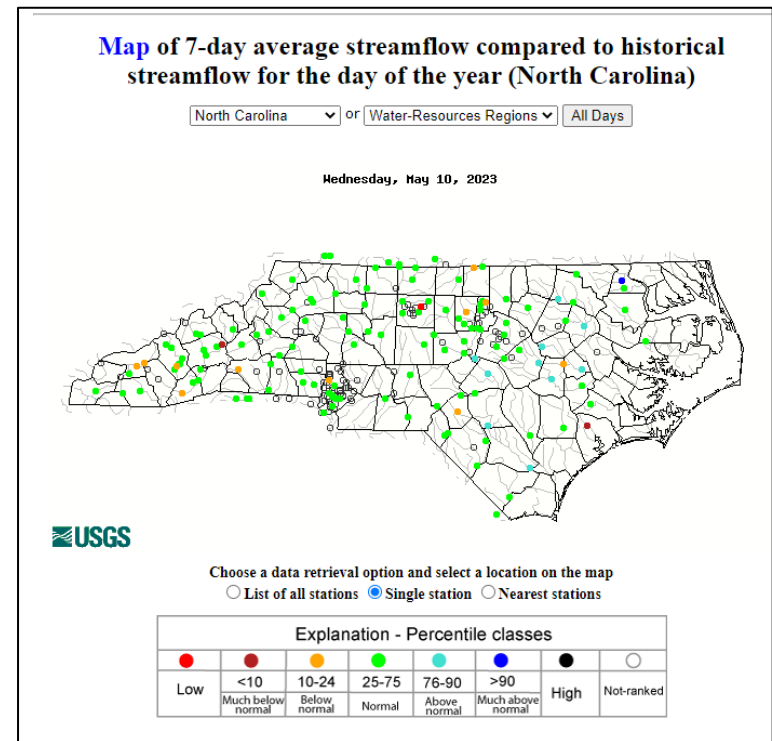 Map of 7-day average streamflow compared to historical
streamflow for the day of the year (North Carolina)
North Carolina or Water-Resources Regions All Days
Wednesday, May 10, 2023
USGS
Choose a data retrieval option and select a location on the map
List of all stations Single station Nearest stations
Explanation - Percentile classes
Low <10 10-24 25-75 76-90 >90 High Not-ranked
Much below normal Below normal Normal Above normal Much above normal